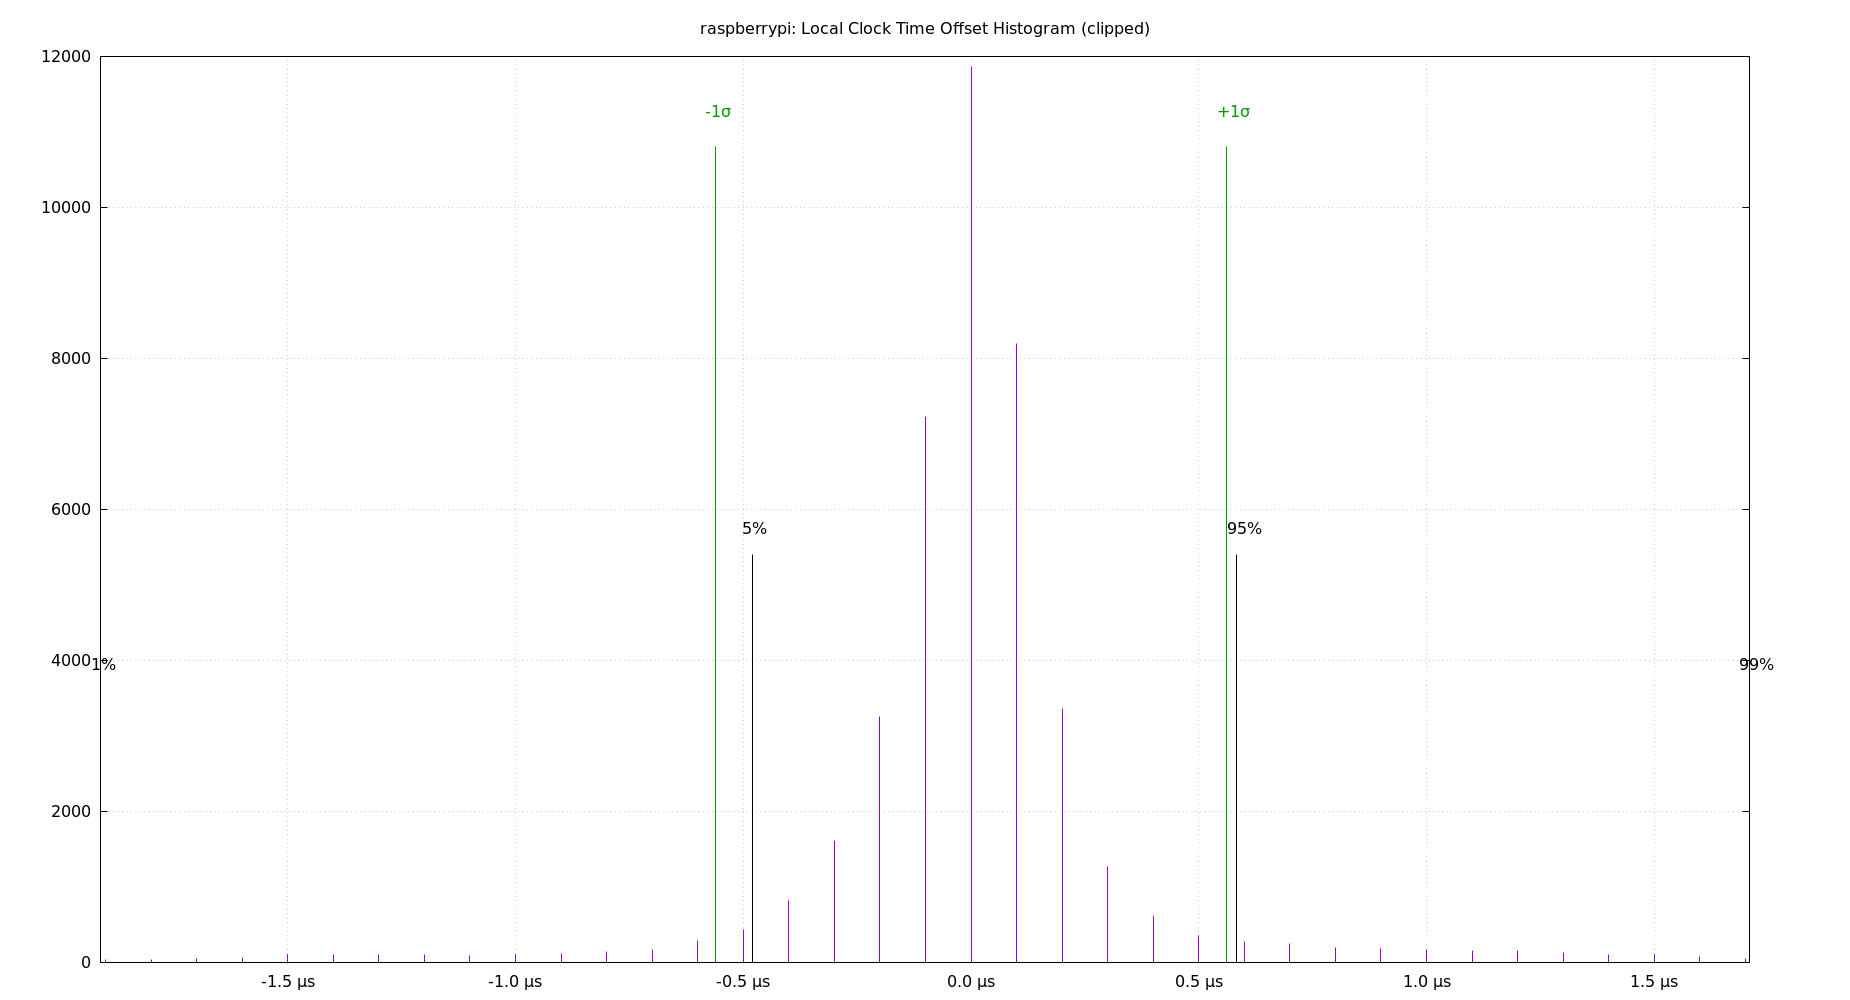 raspberrypi: Local Clock Time Offset Histogram (clipped)
12000
-1σ
+1σ
10000
8000
6000
5%
95%
4000
1%
99%
2000
0
-1.5 µs
-1.0 µs
-0.5 µs
0.0 µs
0.5 µs
1.0 µs
1.5 µs